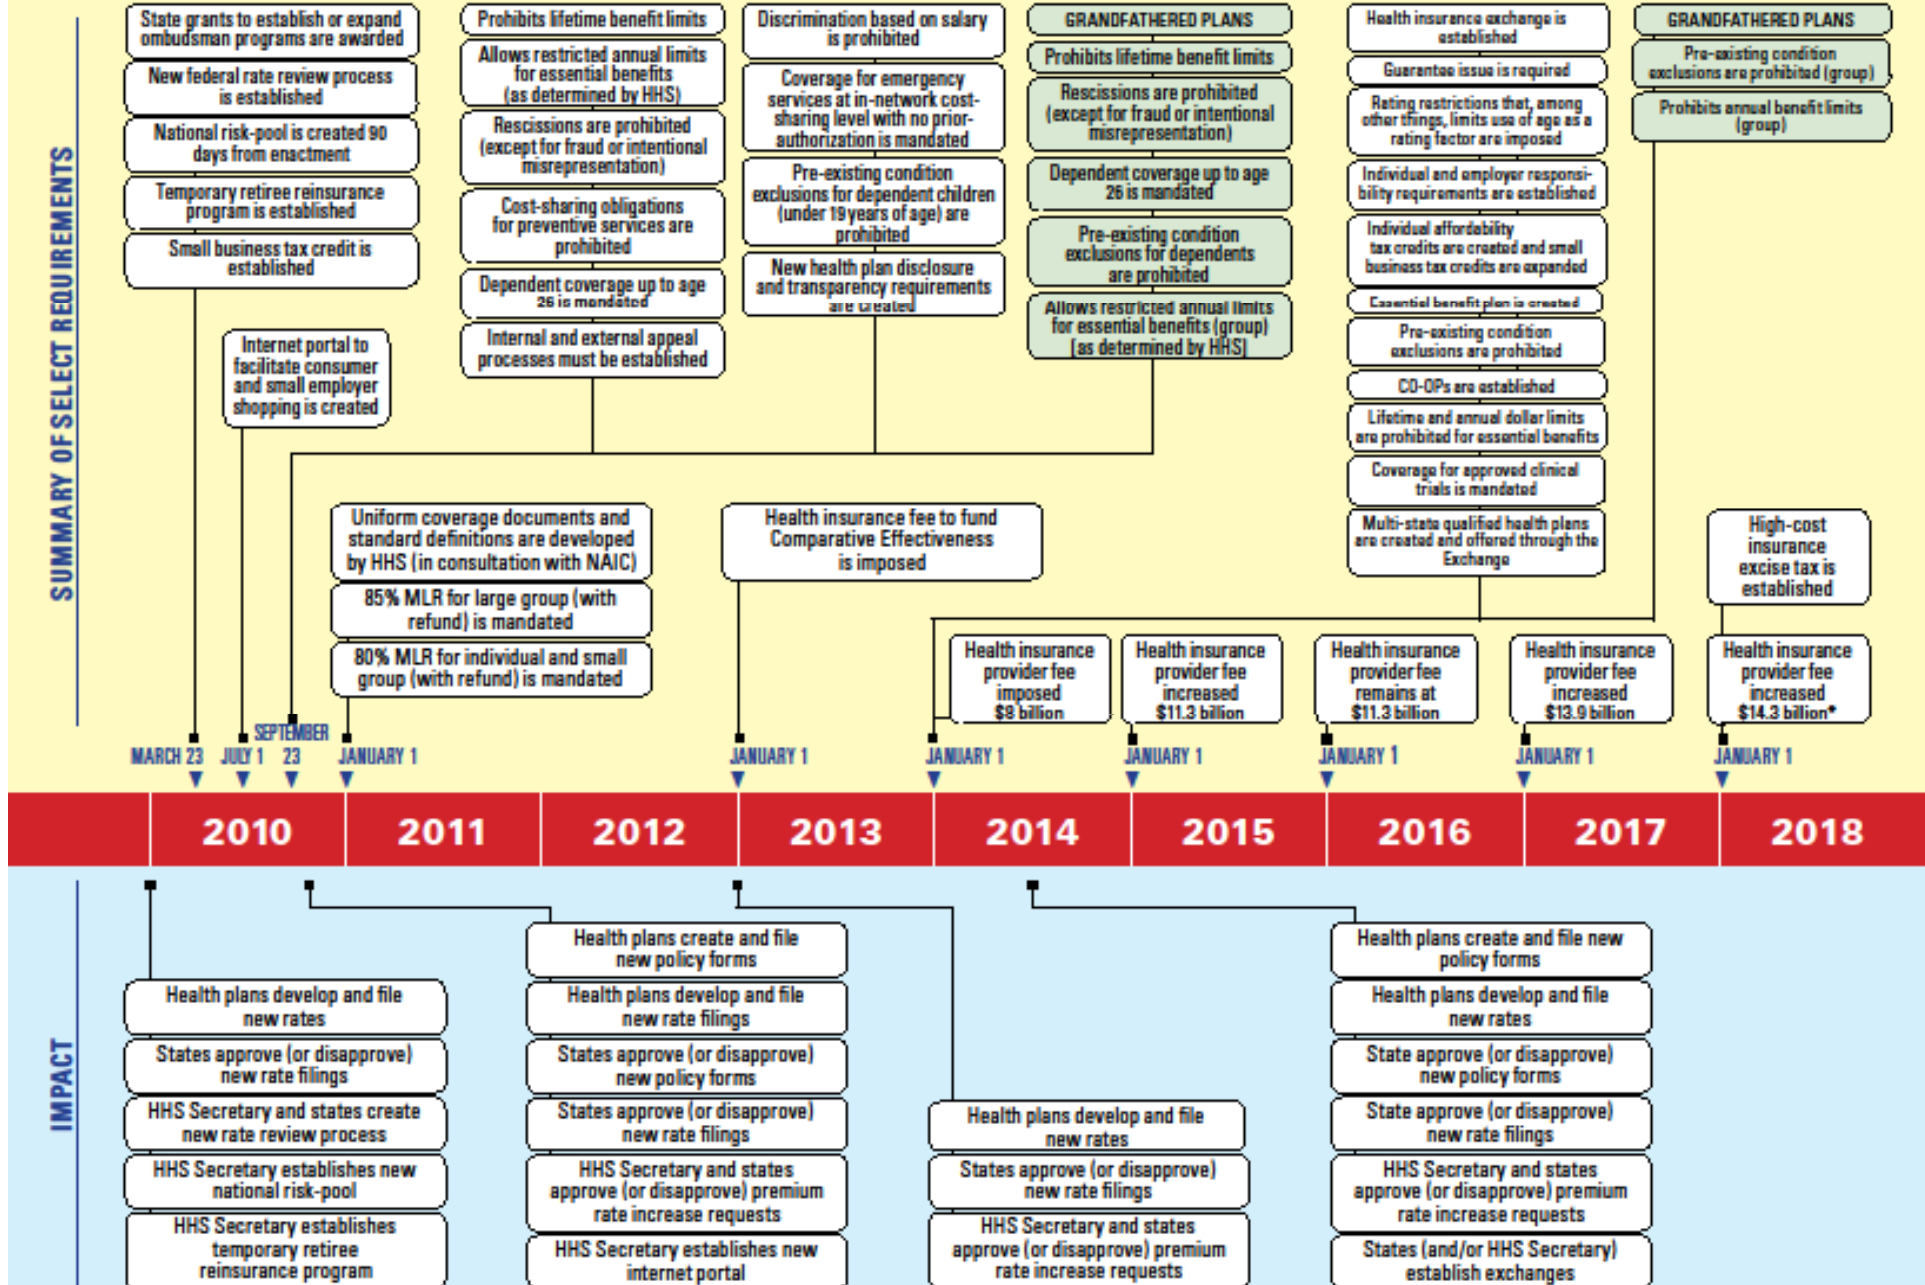 SUMMARY OF SELECT REQUIREMENTS
State grants to establish or expand
ombudsman programs are awarded
New federal rate review process
is established
National risk-pool is created 90
days from enactment
Temporary retiree reinsurance
program is established
Small business tax credit is
established
Internet portal to
facilitate consumer
and small employer
shopping is created
Prohibits lifetime benefit limits
Allows restricted annual limits
for essential benefits
(as determined by HHS)
Rescissions are prohibited
(except for fraud or intentional
misrepresentation)
Cost-sharing obligations
for preventive services are
prohibited
Dependent coverage up to age
26 is mandated
Internal and external appeal
processes must be established
Discrimination based on salary
is prohibited
Coverage for emergency
services at in-network cost-
sharing level with no prior-
authorization is mandated
Pre-existing condition
exclusions for dependent children
(under 19 years of age) are
prohibited
New health plan disclosure
and transparency requirements
are created
GRANDFATHERED PLANS
Prohibits lifetime benefit limits
Rescissions are prohibited
(except for fraud or intentional
misrepresentation)
Dependent coverage up to age
26 is mandated
Pre-existing condition
exclusions for dependents
are prohibited
Allows restricted annual limits
for essential benefits (group)
[as determined by HHS]
Health insurance exchange is
established
Guarantee issue is required
Rating restrictions that, among
other things, limits use of age as a
rating factor are imposed
Individual and employer responsi-
bility requirements are established
Individual affordability
tax credits are created and small
business tax credits are expanded
Essential benefit plan is created
Pre-existing condition
exclusions are prohibited
CO-OPs are established
Lifetime and annual dollar limits
are prohibited for essential benefits
Coverage for approved clinical
trials is mandated
Multi-state qualified health plans
are created and offered through the
Exchange
GRANDFATHERED PLANS
Pre-existing condition
exclusions are prohibited (group)
Prohibits annual benefit limits
(group)
Uniform coverage documents and
standard definitions are developed
by HHS (in consultation with NAIC)
85% MLR for large group (with
refund) is mandated
80% MLR for individual and small
group (with refund) is mandated
Health insurance fee to fund
Comparative Effectiveness
is imposed
High-cost
insurance
excise tax is
established
Health insurance
provider fee
imposed
$8 billion
Health insurance
provider fee
increased
$11.3 billion
Health insurance
provider fee
remains at
$11.3 billion
Health insurance
provider fee
increased
$13.9 billion
Health insurance
provider fee
increased
$14.3 billion*
MARCH 23
JULY 1
SEPTEMBER
23
JANUARY 1
JANUARY 1
JANUARY 1
JANUARY 1
JANUARY 1
JANUARY 1
JANUARY 1
2010
2011
2012
2013
2014
2015
2016
2017
2018
IMPACT
Health plans develop and file
new rates
States approve (or disapprove)
new rate filings
HHS Secretary and states create
new rate review process
HHS Secretary establishes new
national risk-pool
HHS Secretary establishes
temporary retiree
reinsurance program
Health plans create and file
new policy forms
Health plans develop and file
new rate filings
States approve (or disapprove)
new policy forms
States approve (or disapprove)
new rate filings
HHS Secretary and states
approve (or disapprove) premium
rate increase requests
HHS Secretary establishes new
internet portal
Health plans develop and file
new rates
States approve (or disapprove)
new rate filings
HHS Secretary and states
approve (or disapprove) premium
rate increase requests
Health plans create and file new
policy forms
Health plans develop and file
new rates
State approve (or disapprove)
new policy forms
State approve (or disapprove)
new rate filings
HHS Secretary and states
approve (or disapprove) premium
rate increase requests
States (and/or HHS Secretary)
establish exchanges